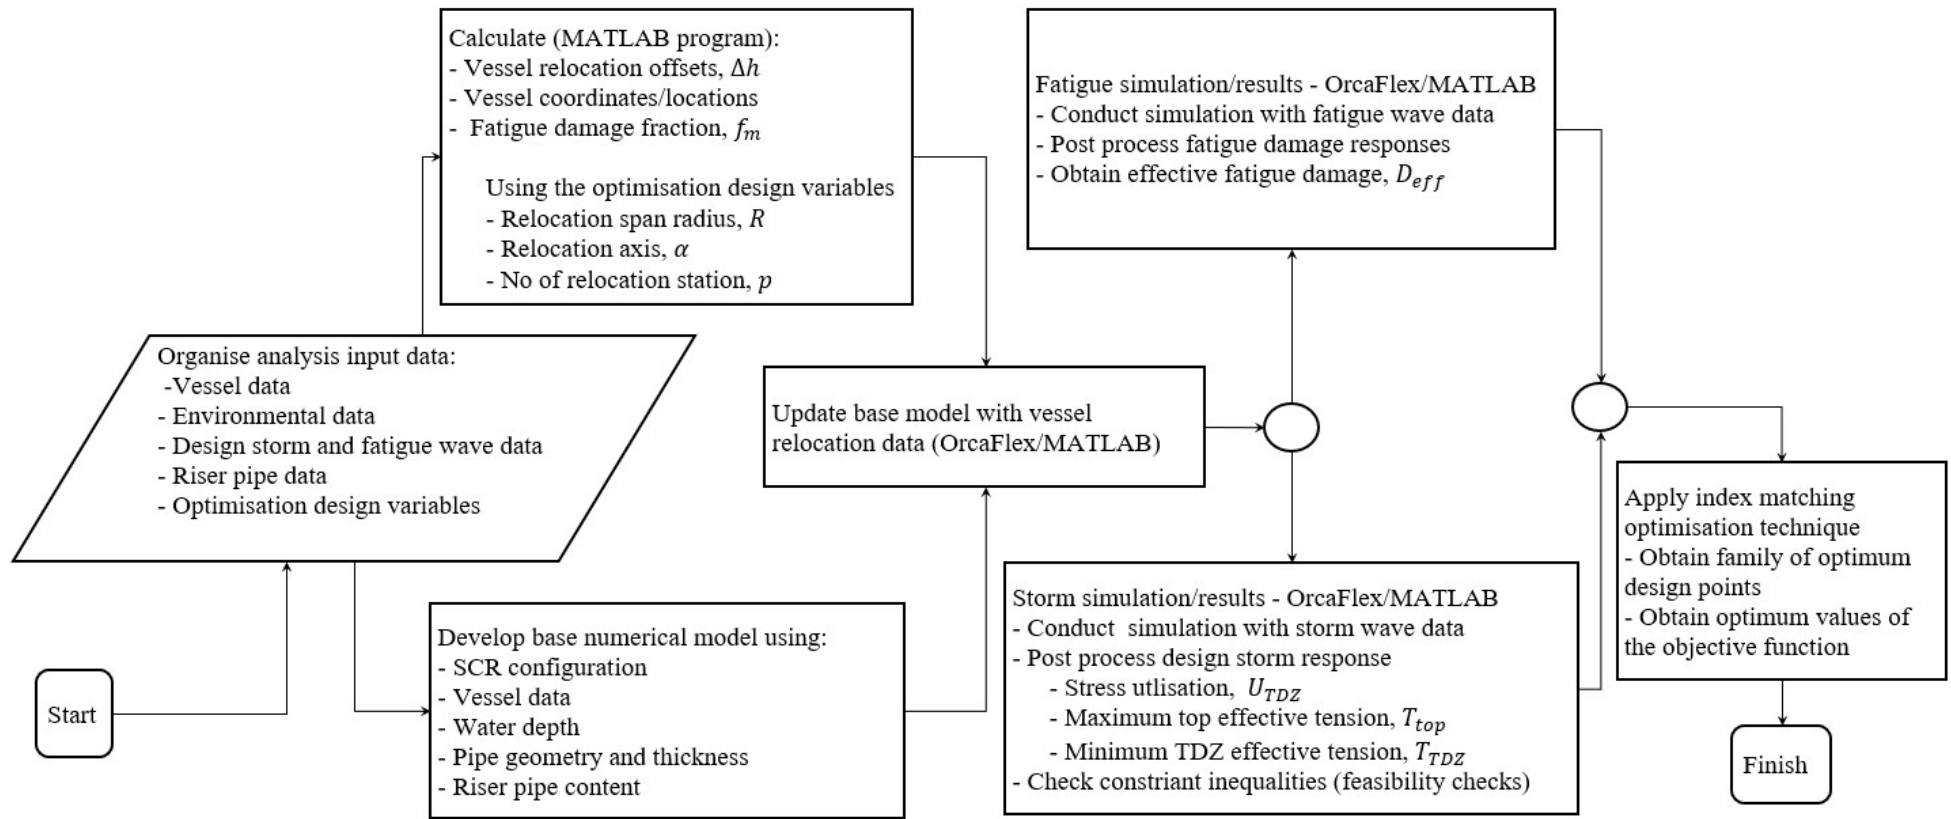 Start
Organise analysis input data:
-Vessel data
- Environmental data
- Design storm and fatigue wave data
- Riser pipe data
- Optimisation design variables
Calculate (MATLAB program):
- Vessel relocation offsets, Δℎ
- Vessel coordinates/locations
- Fatigue damage fraction, f_m
Using the optimisation design variables
- Relocation span radius, R
- Relocation axis, α
- No of relocation station, p
Develop base numerical model using:
- SCR configuration
- Vessel data
- Water depth
- Pipe geometry and thickness
- Riser pipe content
Update base model with vessel
relocation data (OrcaFlex/MATLAB)
Fatigue simulation/results - OrcaFlex/MATLAB
- Conduct simulation with fatigue wave data
- Post process fatigue damage responses
- Obtain effective fatigue damage, D_eff
Storm simulation/results - OrcaFlex/MATLAB
- Conduct simulation with storm wave data
- Post process design storm response
- Stress utlisation, U_TDZ
- Maximum top effective tension, T_top
- Minimum TDZ effective tension, T_TDZ
- Check constriant inequalities (feasibility checks)
Apply index matching
optimisation technique
- Obtain family of optimum
design points
- Obtain optimum values of
the objective function
Finish